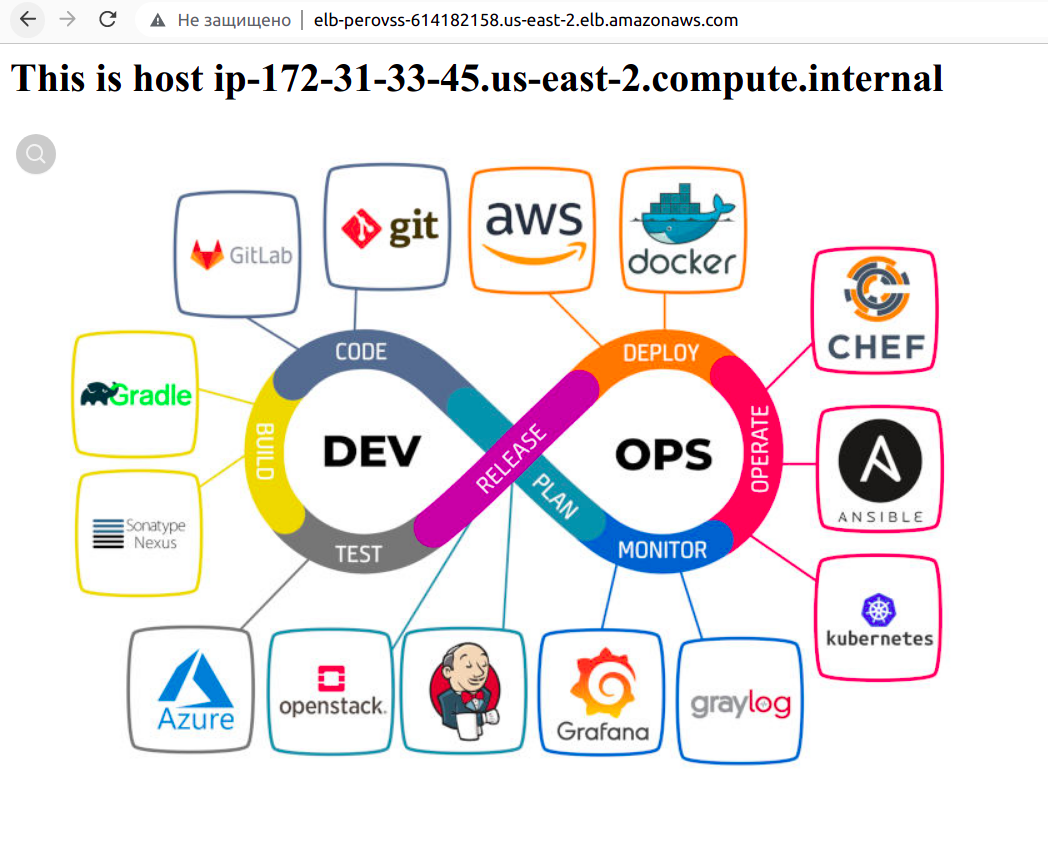 Не защищено
elb-perovss-614182158.us-east-2.elb.amazonaws.com
This is host ip-172-31-33-45.us-east-2.compute.internal
GitLab
git
aws
docker
CHEF
CODE
DEPLOY
Gradle
BUILD
DEV
RELEASE
OPS
OPERATE
PLAN
ANSIBLE
Sonatype
Nexus
TEST
MONITOR
kubernetes
Azure
openstack.
Grafana
graylog